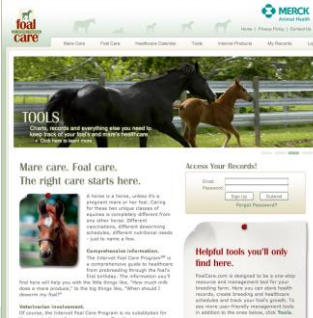 foal
care
MERCK
Animal Health
Home | Privacy Policy | Contact Us
Mare Care Foal Care Healthcare Calendar Tools Intervet Products My Records
TOOLS
Charts, records and everything else you need to
keep track of your foal's and mare's healthcare.
Click here to learn more
Mare care. Foal care.
The right care starts here.
A horse is a horse, unless it's a
pregnant mare or her foal. Caring
for these two unique classes of
equines is completely different from
any other horse. Different
vaccinations, different deworming
schedules, different nutritional needs
- just to name a few.
Comprehensive information.
The Intervet Foal Care Program℠ is
a comprehensive guide to healthcare
from prebreeding through the foal's
first birthday. The information you'll
find here will help you with the little things like, "How much milk
does a mare produce," to the big things like, "When should I
deworm my foal?"
Veterinarian involvement.
Of course, the Intervet Foal Care Program is no substitution for
Access Your Records!
Email:
Password:
Sign Up Submit
Forgot Password?
Helpful tools you'll only
find here.
FoalCare.com is designed to be a one-stop
resource and management tool for your
breeding farm. Here you can store health
records, create breeding and healthcare
schedules and track your foal's growth. To
see more user-friendly management tools
in addition to the ones below, click Tools.